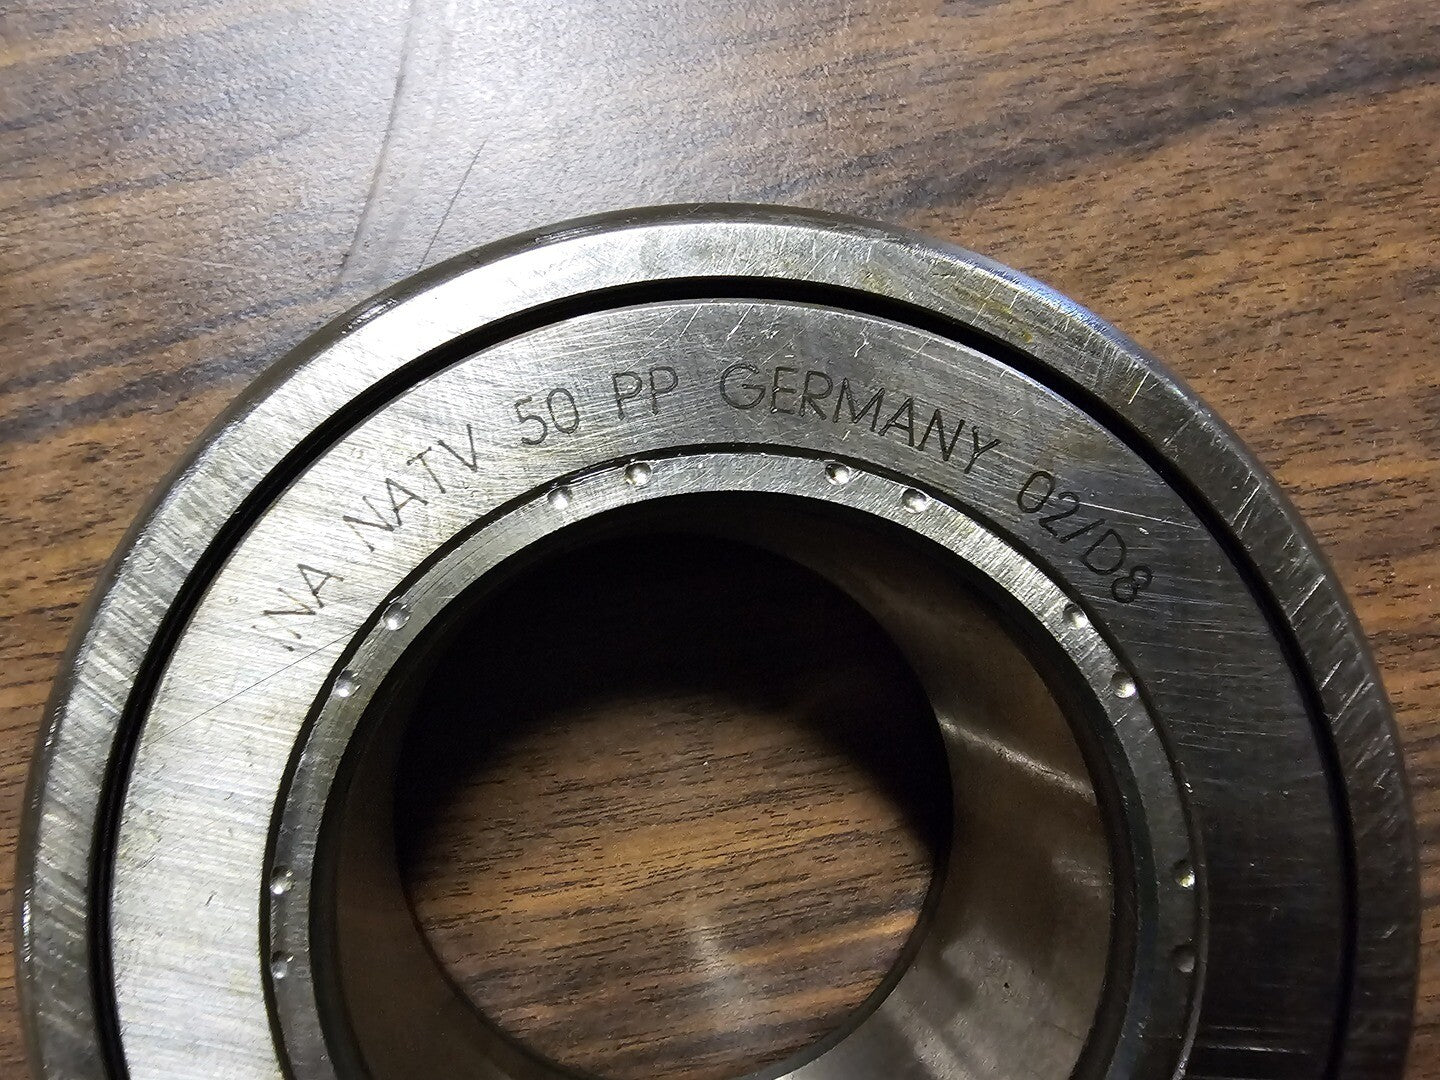 INA NATV 50 PP GERMANY 02/D8